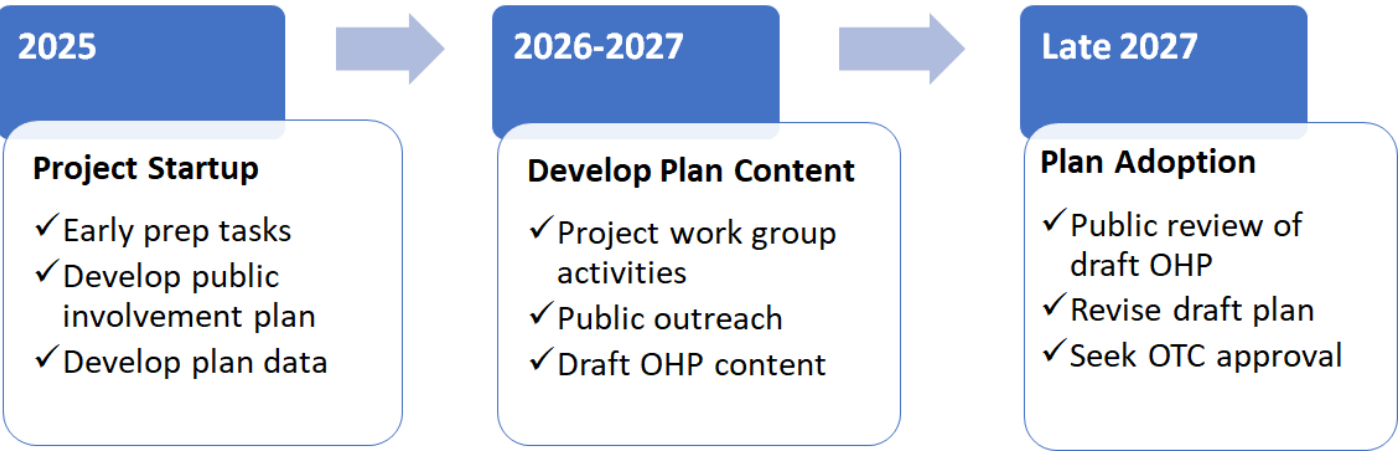 2025
Project Startup
✓Early prep tasks
✓Develop public
involvement plan
✓Develop plan data
2026-2027
Develop Plan Content
✓Project work group
activities
✓Public outreach
✓Draft OHP content
Late 2027
Plan Adoption
✓Public review of
draft OHP
✓Revise draft plan
✓Seek OTC approval